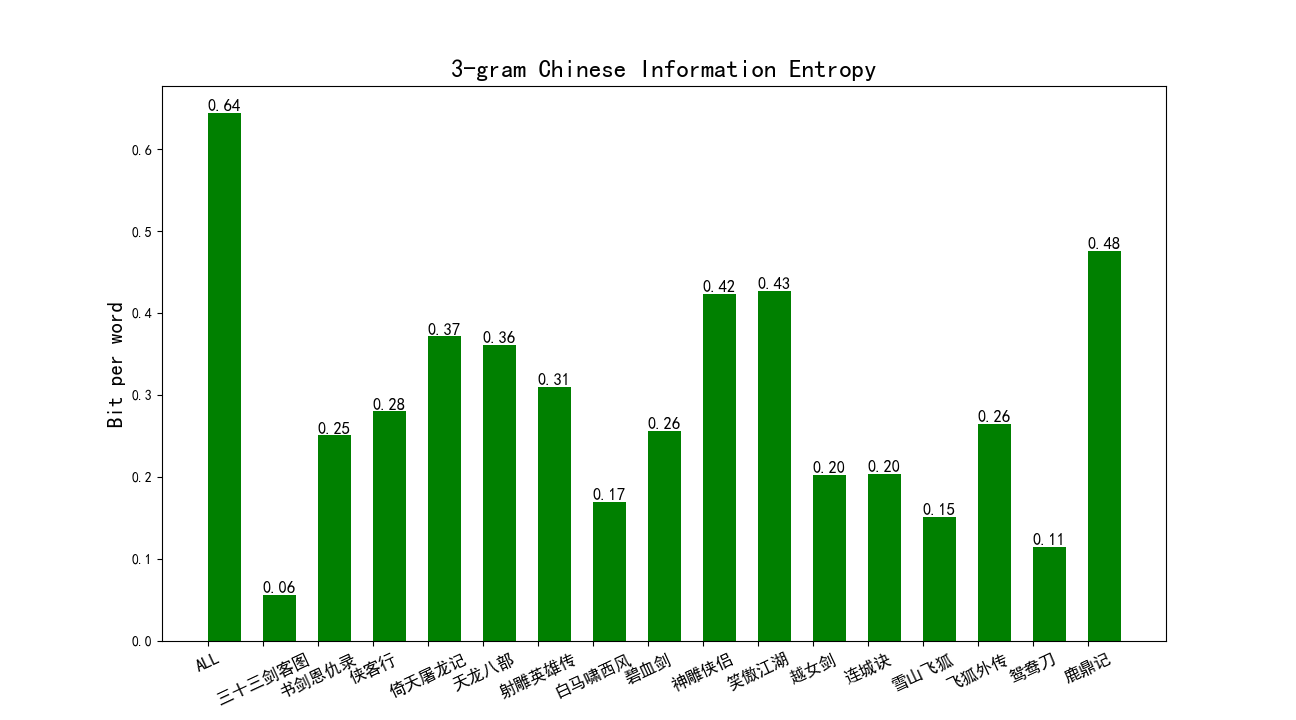 3-gram Chinese Information Entropy
Bit per word
0.6
0.5
0.4
0.3
0.2
0.1
0.0
0.64
0.06
0.25
0.28
0.37
0.36
0.31
0.17
0.26
0.42
0.43
0.20
0.20
0.15
0.26
0.11
0.48
ALL
三十三剑客图
书剑恩仇录
侠客行
倚天屠龙记
天龙八部
射雕英雄传
白马啸西风
碧血剑
神雕侠侣
笑傲江湖
越女剑
连城诀
雪山飞狐
飞狐外传
鸳鸯刀
鹿鼎记